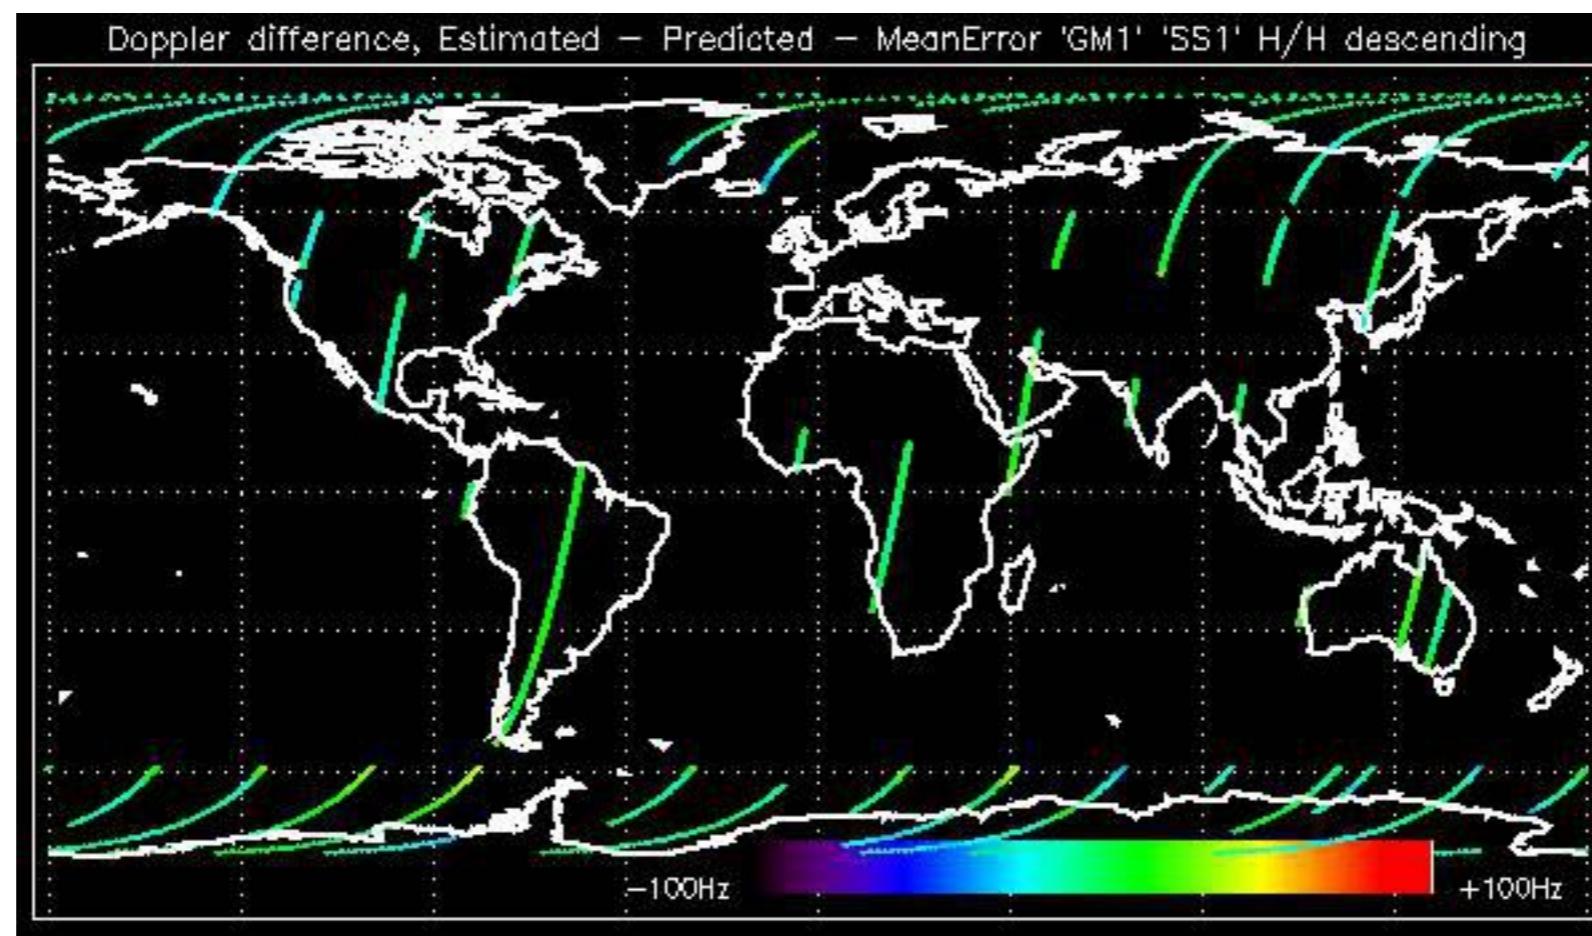 Doppler difference, Estimated − Predicted − MeanError 'GM1' 'SS1' H/H descending
−100Hz
+100Hz